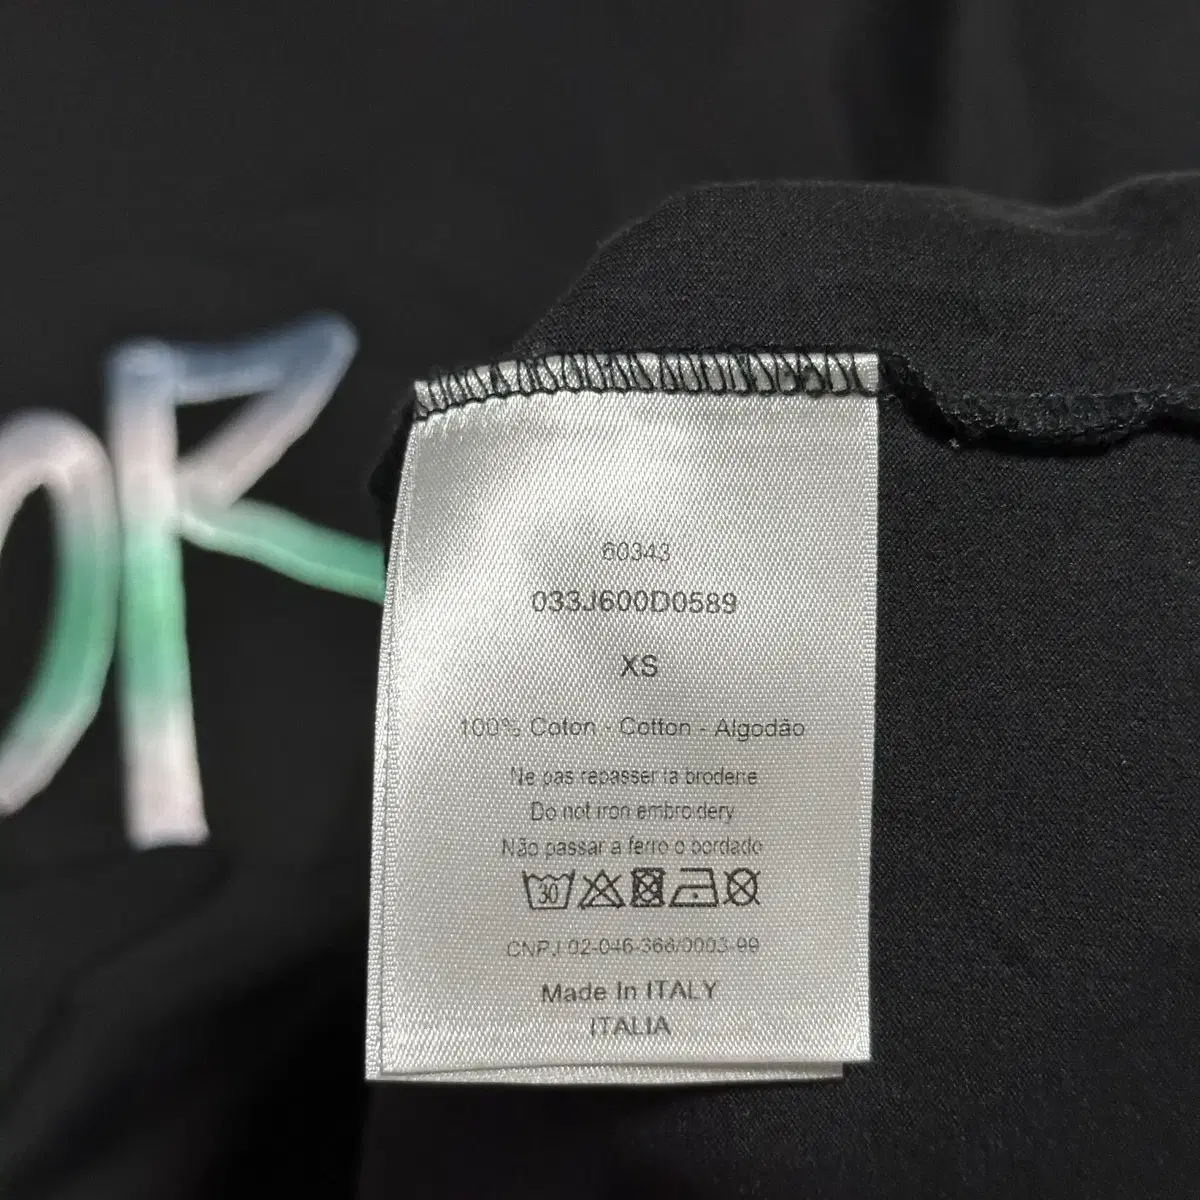 OR
60343
033J600D0589
XS
100% Coton - Cotton - Algodão
Ne pas repasser la broderie
Do not iron embroidery
Não passar a ferro o bordado
30
CNPJ 02-046-366/0003-99
Made In ITALY
ITALIA